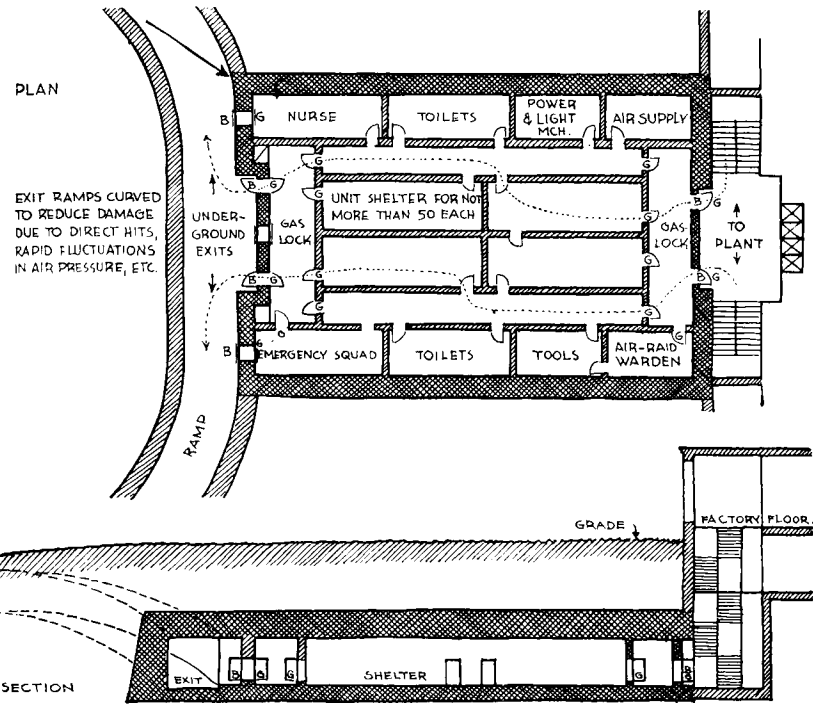 PLAN
B
G
NURSE
TOILETS
POWER
& LIGHT
MCH.
AIR SUPPLY
EXIT RAMPS CURVED
TO REDUCE DAMAGE
DUE TO DIRECT HITS,
RAPID FLUCTUATIONS
IN AIR PRESSURE, ETC.
UNDER-
GROUND
EXITS
B
G
GAS
LOCK
G
G
UNIT SHELTER FOR NOT
MORE THAN 50 EACH
G
G
GAS
LOCK
B
G
TO
PLANT
B
G
G
G
G
G
B
G
B
G
EMERGENCY SQUAD
TOILETS
TOOLS
AIR-RAID
WARDEN
G
RAMP
GRADE
FACTORY FLOOR
SECTION
EXIT
B
G
G
SHELTER
G
B